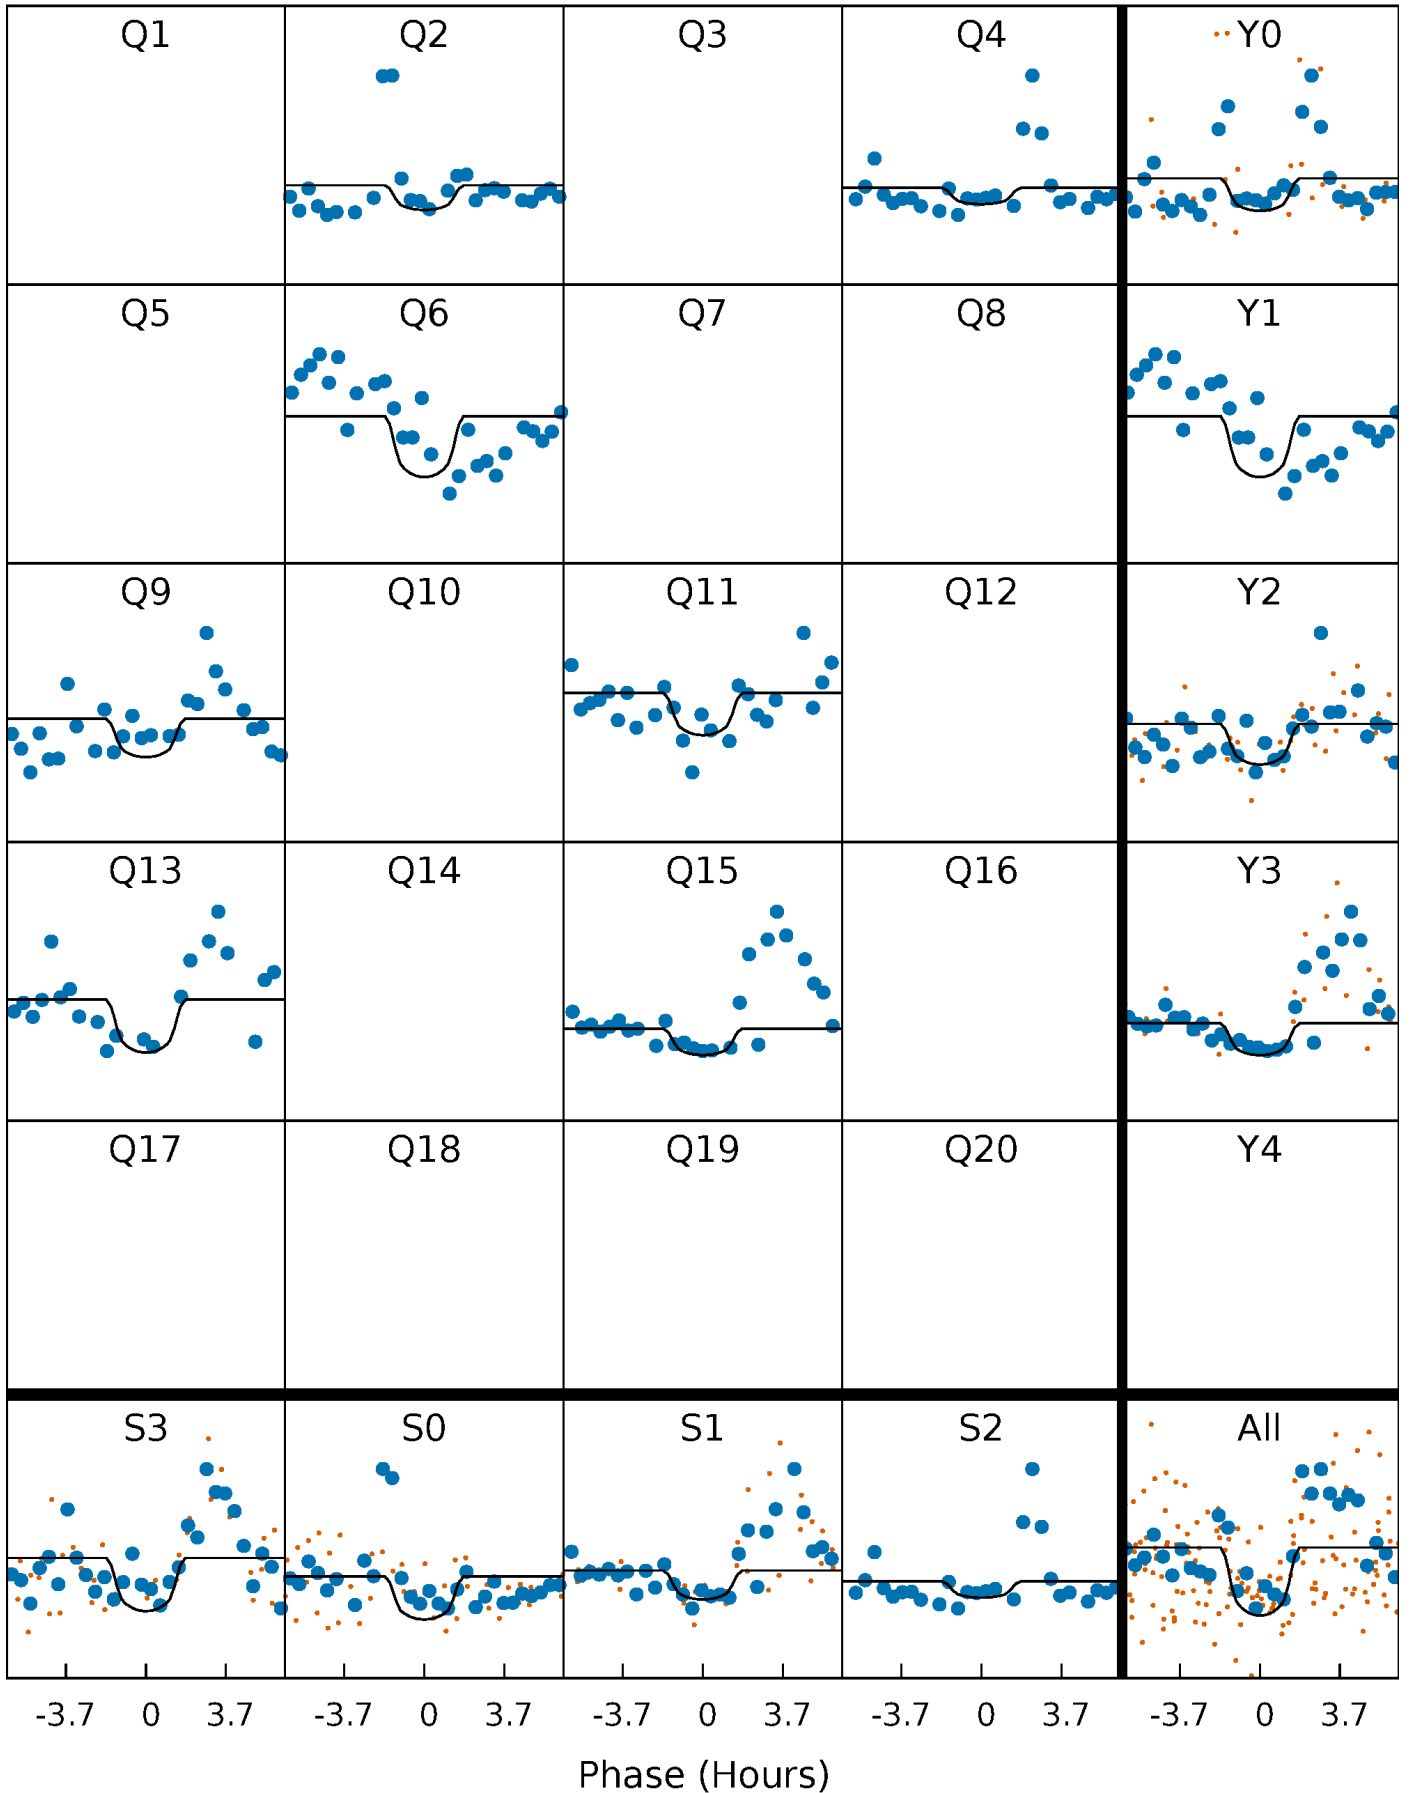 Q1 Q2 Q3 Q4 Y0
Q5 Q6 Q7 Q8 Y1
Q9 Q10 Q11 Q12 Y2
Q13 Q14 Q15 Q16 Y3
Q17 Q18 Q19 Q20 Y4
S3 S0 S1 S2 All
-3.7 0 3.7 -3.7 0 3.7 -3.7 0 3.7 -3.7 0 3.7 -3.7 0 3.7
Phase (Hours)